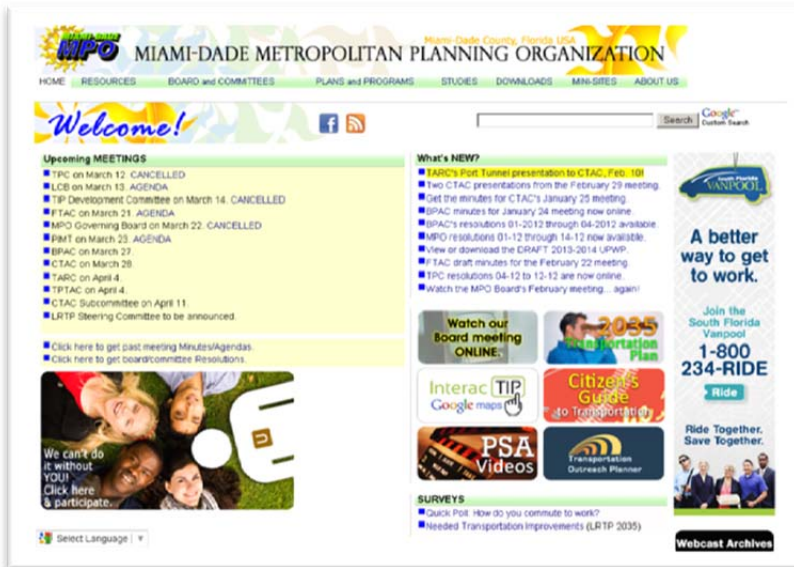 MIAMI-DADE
MPO
Miami-Dade County, Florida USA
MIAMI-DADE METROPOLITAN PLANNING ORGANIZATION
HOME RESOURCES BOARD and COMMITTEES PLANS and PROGRAMS STUDIES DOWNLOADS MINI-SITES ABOUT US
Welcome!
f
Search
Google™
Custom Search
Upcoming MEETINGS
TPC on March 12. CANCELLED
LCB on March 13. AGENDA
TIP Development Committee on March 14. CANCELLED
FTAC on March 21. AGENDA
MPO Governing Board on March 22. CANCELLED
PIMT on March 23. AGENDA
BPAC on March 27.
CTAC on March 28.
TARC on April 4.
TPTAC on April 4.
CTAC Subcommittee on April 11.
LRTP Steering Committee to be announced.
Click here to get past meeting Minutes/Agendas.
Click here to get board/committee Resolutions.
We can't do
it without
YOU!
Click here
& participate.
U
Select Language ▼
What's NEW?
TARC's Port Tunnel presentation to CTAC, Feb. 10!
Two CTAC presentations from the February 29 meeting.
Get the minutes for CTAC's January 25 meeting.
BPAC minutes for January 24 meeting now online.
BPAC's resolutions 01-2012 through 04-2012 available.
MPO resolutions 01-12 through 14-12 now available.
View or download the DRAFT 2013-2014 UPWP.
FTAC draft minutes for the February 22 meeting.
TPC resolutions 04-12 to 12-12 are now online.
Watch the MPO Board's February meeting... again!
Watch our
Board meeting
ONLINE.
2035
Transportation
Plan
Interac TIP
Google maps
Citizen's
Guide
to Transportation
PSA
Videos
Transportation
Outreach Planner
SURVEYS
Quick Poll: How do you commute to work?
Needed Transportation Improvements (LRTP 2035)
South Florida
VANPOOL
A better
way to get
to work.
Join the
South Florida
Vanpool
1-800
234-RIDE
Ride
Ride Together.
Save Together.
Webcast Archives